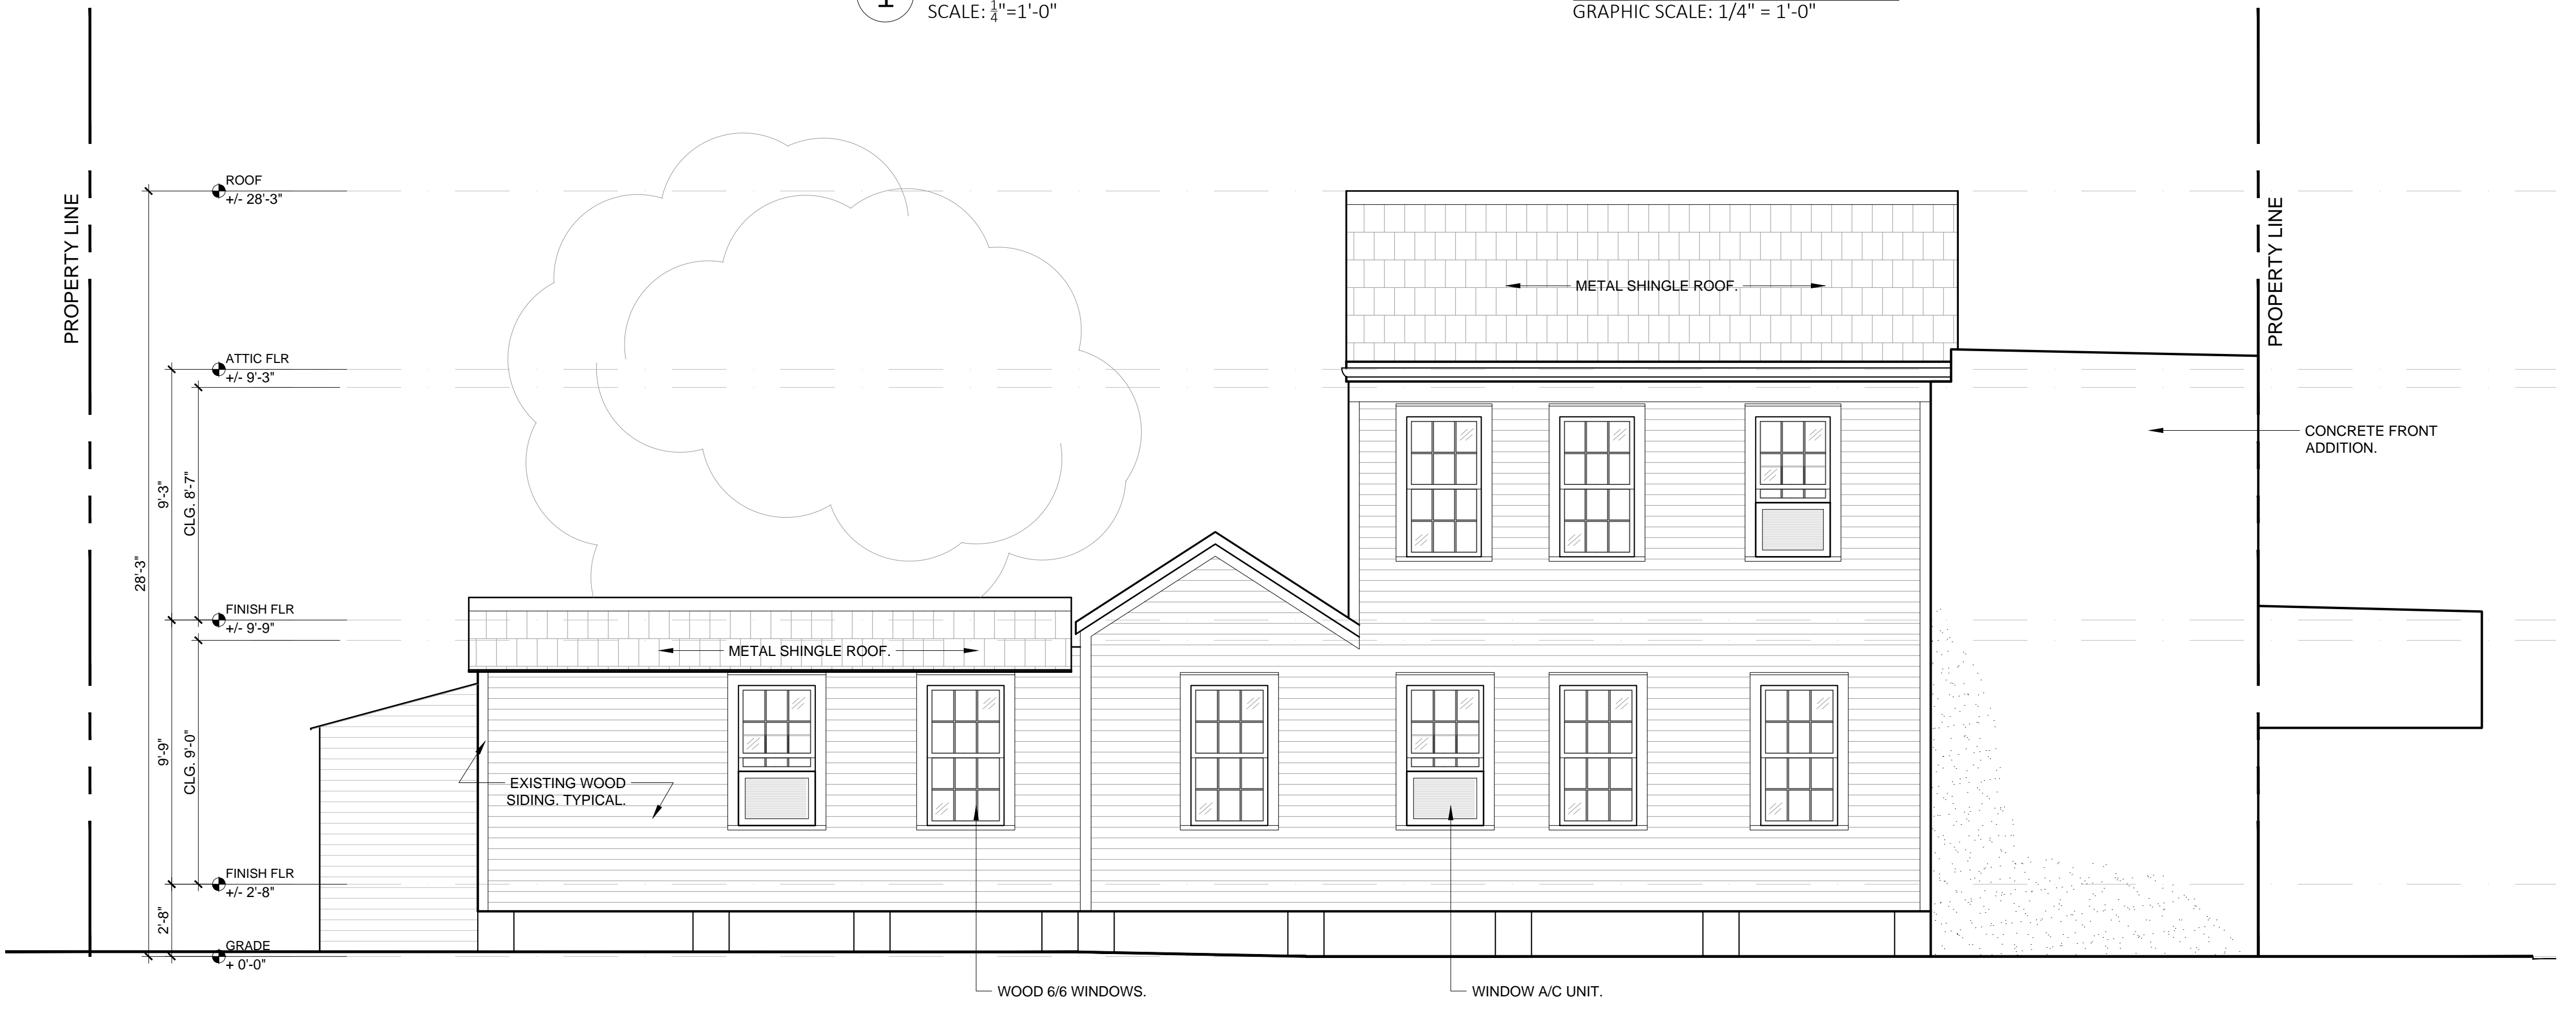 1
SCALE: 1/4"=1'-0"
GRAPHIC SCALE: 1/4" = 1'-0"
PROPERTY LINE
ROOF
+/- 28'-3"
PROPERTY LINE
METAL SHINGLE ROOF.
ATTIC FLR
+/- 9'-3"
CONCRETE FRONT
ADDITION.
9'-3"
CLG. 8'-7"
28'-3"
FINISH FLR
+/- 9'-9"
METAL SHINGLE ROOF.
9'-9"
CLG. 9'-0"
EXISTING WOOD
SIDING. TYPICAL.
FINISH FLR
+/- 2'-8"
2'-8"
GRADE
+ 0'-0"
WOOD 6/6 WINDOWS.
WINDOW A/C UNIT.